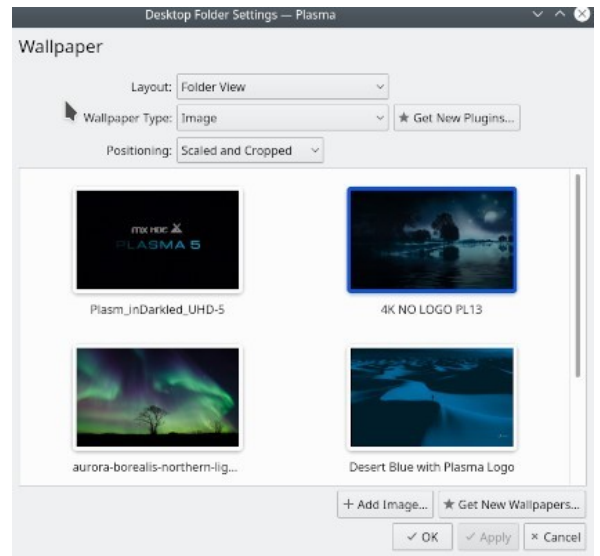 Desktop Folder Settings — Plasma
Wallpaper
Layout: Folder View
Wallpaper Type: Image ★ Get New Plugins...
Positioning: Scaled and Cropped
PLASMA 5
Plasm_inDarkled_UHD-5 4K NO LOGO PL13
aurora-borealis-northern-lig... Desert Blue with Plasma Logo
+ Add Image... ★ Get New Wallpapers...
✓ OK ✓ Apply × Cancel